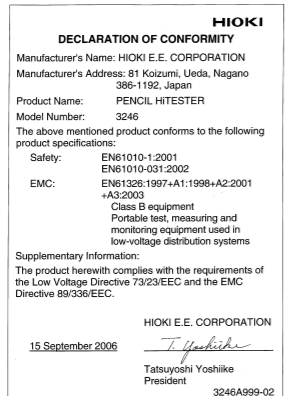 HIOKI
DECLARATION OF CONFORMITY
Manufacturer's Name: HIOKI E.E. CORPORATION
Manufacturer's Address: 81 Koizumi, Ueda, Nagano
386-1192, Japan
Product Name: PENCIL HiTESTER
Model Number: 3246
The above mentioned product conforms to the following
product specifications:
Safety: EN61010-1:2001
EN61010-031:2002
EMC: EN61326:1997+A1:1998+A2:2001
+A3:2003
Class B equipment
Portable test, measuring and
monitoring equipment used in
low-voltage distribution systems
Supplementary Information:
The product herewith complies with the requirements of
the Low Voltage Directive 73/23/EEC and the EMC
Directive 89/336/EEC.
HIOKI E.E. CORPORATION
15 September 2006 T. Yoshiike
Tatsuyoshi Yoshiike
President
3246A999-02